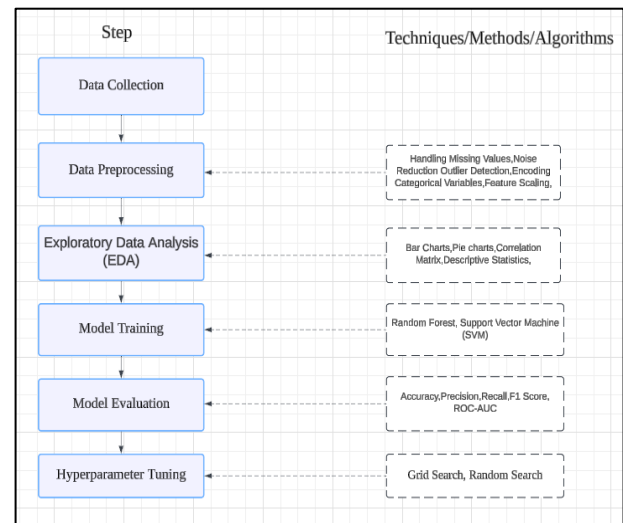 Step
Techniques/Methods/Algorithms
Data Collection
Data Preprocessing
Handling Missing Values,Noise
Reduction Outlier Detection,Encoding
Categorical Variables,Feature Scaling,
Exploratory Data Analysis
(EDA)
Bar Charts,Pie charts,Correlation
Matrix,Descriptive Statistics,
Model Training
Random Forest, Support Vector Machine
(SVM)
Model Evaluation
Accuracy,Precision,Recall,F1 Score,
ROC-AUC
Hyperparameter Tuning
Grid Search, Random Search